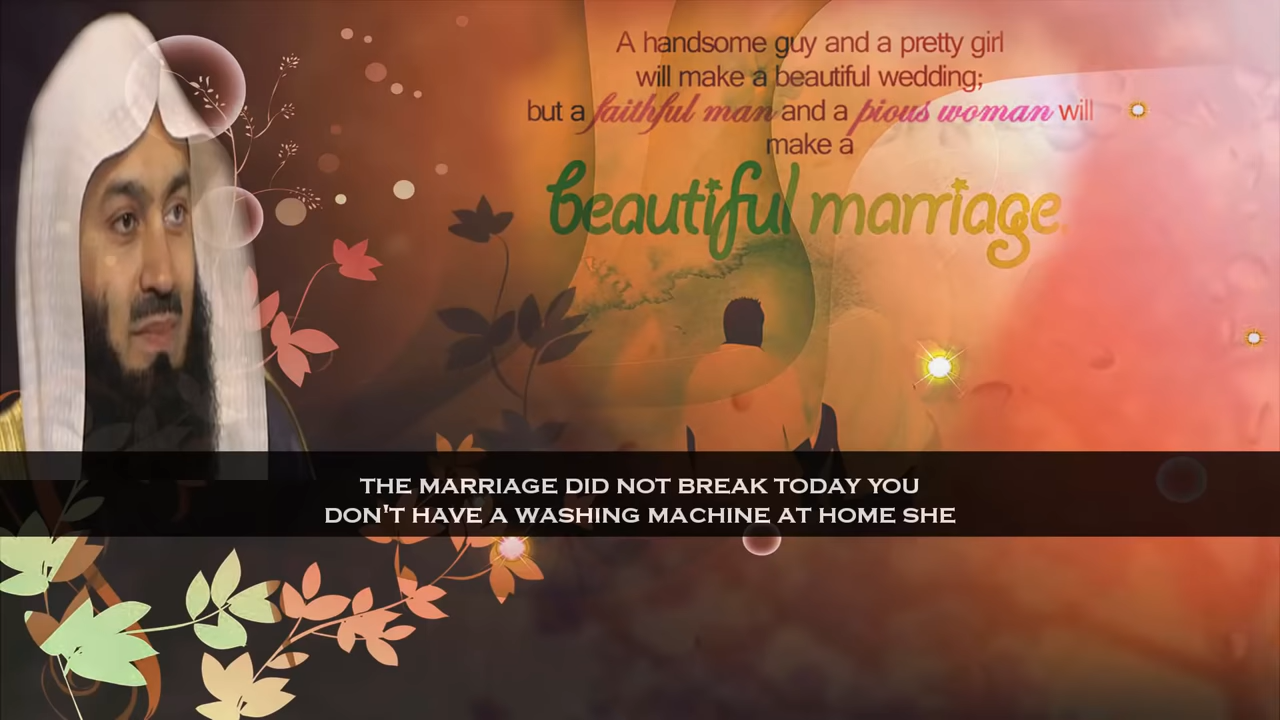 A handsome guy and a pretty girl
will make a beautiful wedding;
but a faithful man and a pious woman will
make a
beautiful marriage.
THE MARRIAGE DID NOT BREAK TODAY YOU
DON'T HAVE A WASHING MACHINE AT HOME SHE